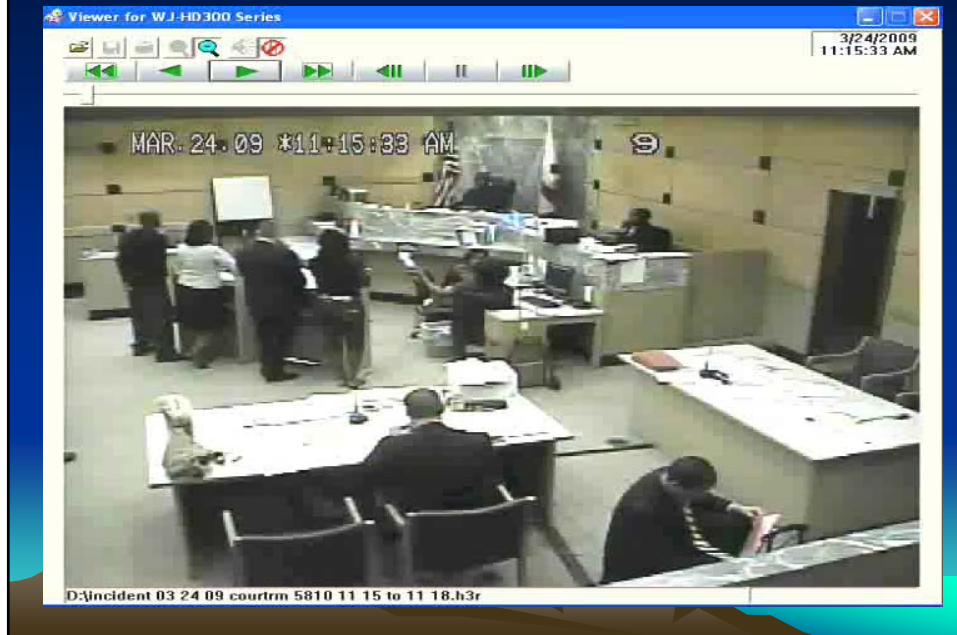 Viewer for WJ-HD300 Series
3/24/2009
11:15:33 AM
MAR.24.09 *11:15:33 AM 9
D:\incident 03 24 09 courtrm 5810 11 15 to 11 18.h3r